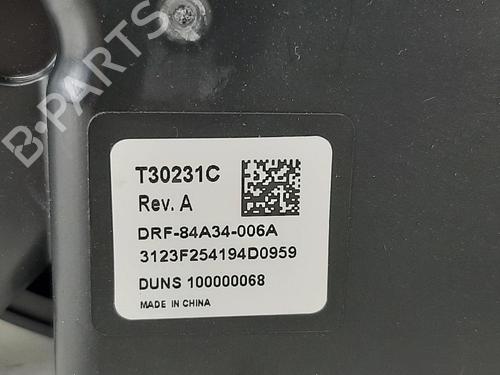 B-PARTS
T30231C
Rev. A
DRF-84A34-006A
3123F254194D0959
DUNS 100000068
MADE IN CHINA